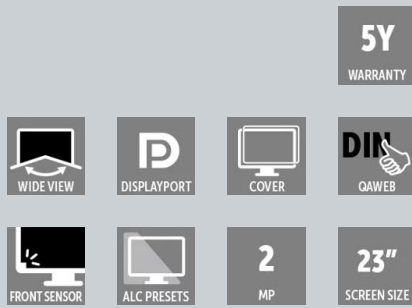 5Y
WARRANTY
WIDE VIEW
DISPLAYPORT
COVER
DIN
QAWEB
FRONT SENSOR
ALC PRESETS
2
MP
23"
SCREEN SIZE